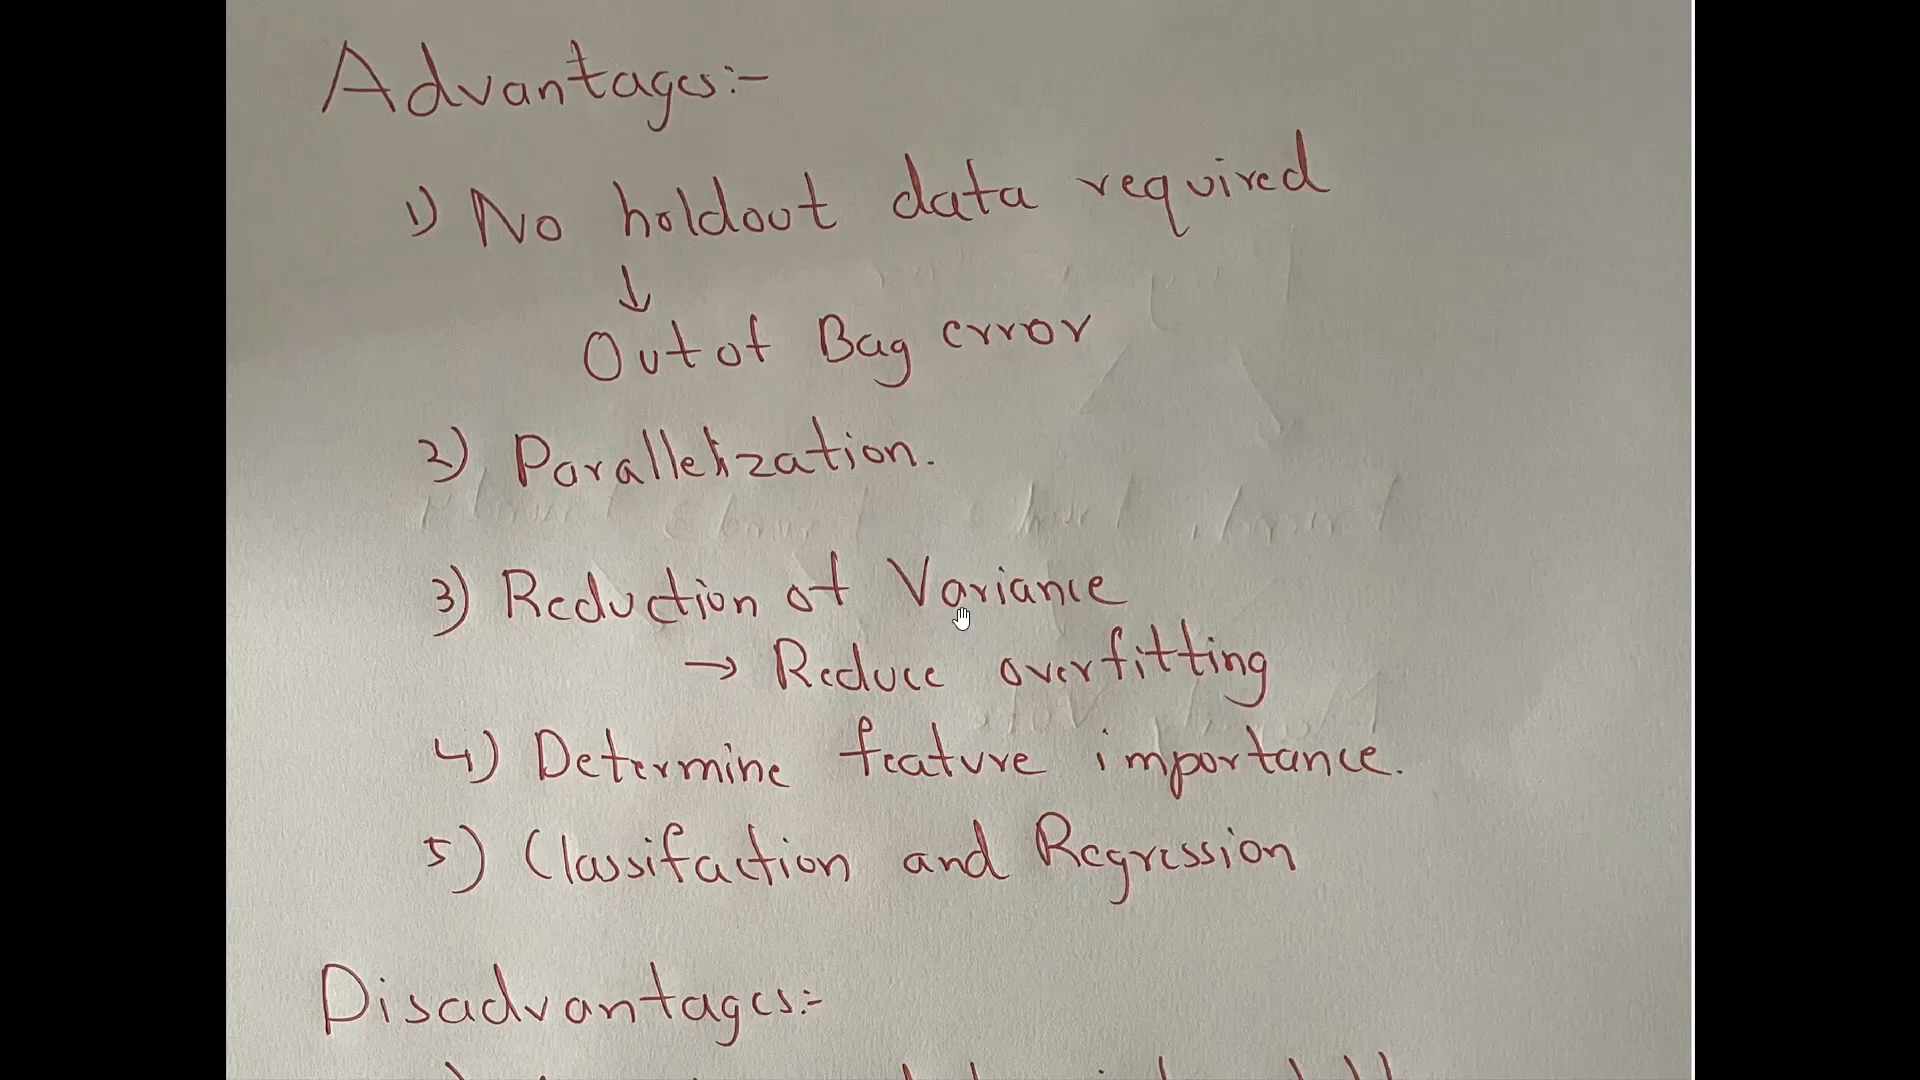 Advantages:-
1) No holdout data required
↓
Out of Bag error
2) Parallelization.
3) Reduction of Variance
→ Reduce overfitting
4) Determine feature importance.
5) Classifaction and Regression
Disadvantages:-